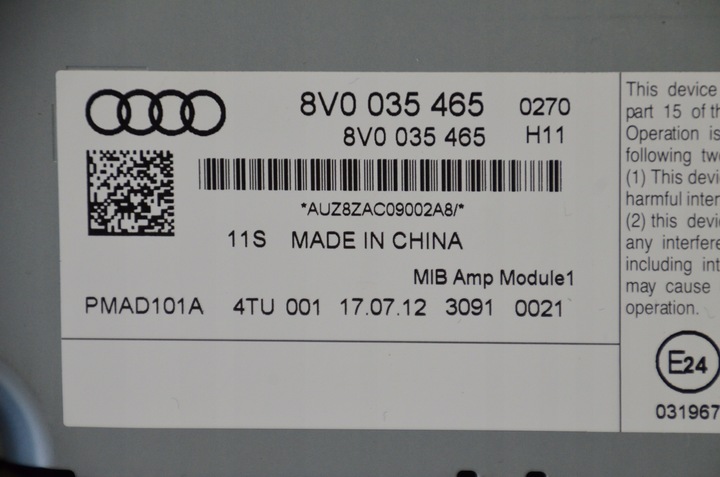 8V0 035 465 0270
8V0 035 465 H11
*AUZ8ZAC09002A8/*
11S MADE IN CHINA
MIB Amp Module1
PMAD101A 4TU 001 17.07.12 3091 0021
This device
part 15 of th
Operation is
following two
(1) This devi
harmful inter
(2) this devi
any interfere
including int
may cause
operation.
E24
031967